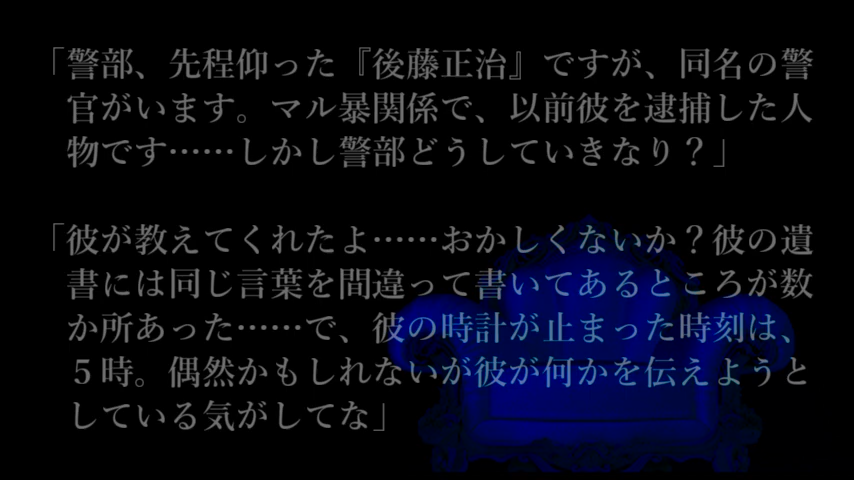 「警部、先程仰った『後藤正治』ですが、同名の警
官がいます。マル暴関係で、以前彼を逮捕した人
物です……しかし警部どうしていきなり？」
「彼が教えてくれたよ……おかしくないか？彼の遺
書には同じ言葉を間違って書いてあるところが数
か所あった……で、彼の時計が止まった時刻は、
５時。偶然かもしれないが彼が何かを伝えようと
している気がしてな」